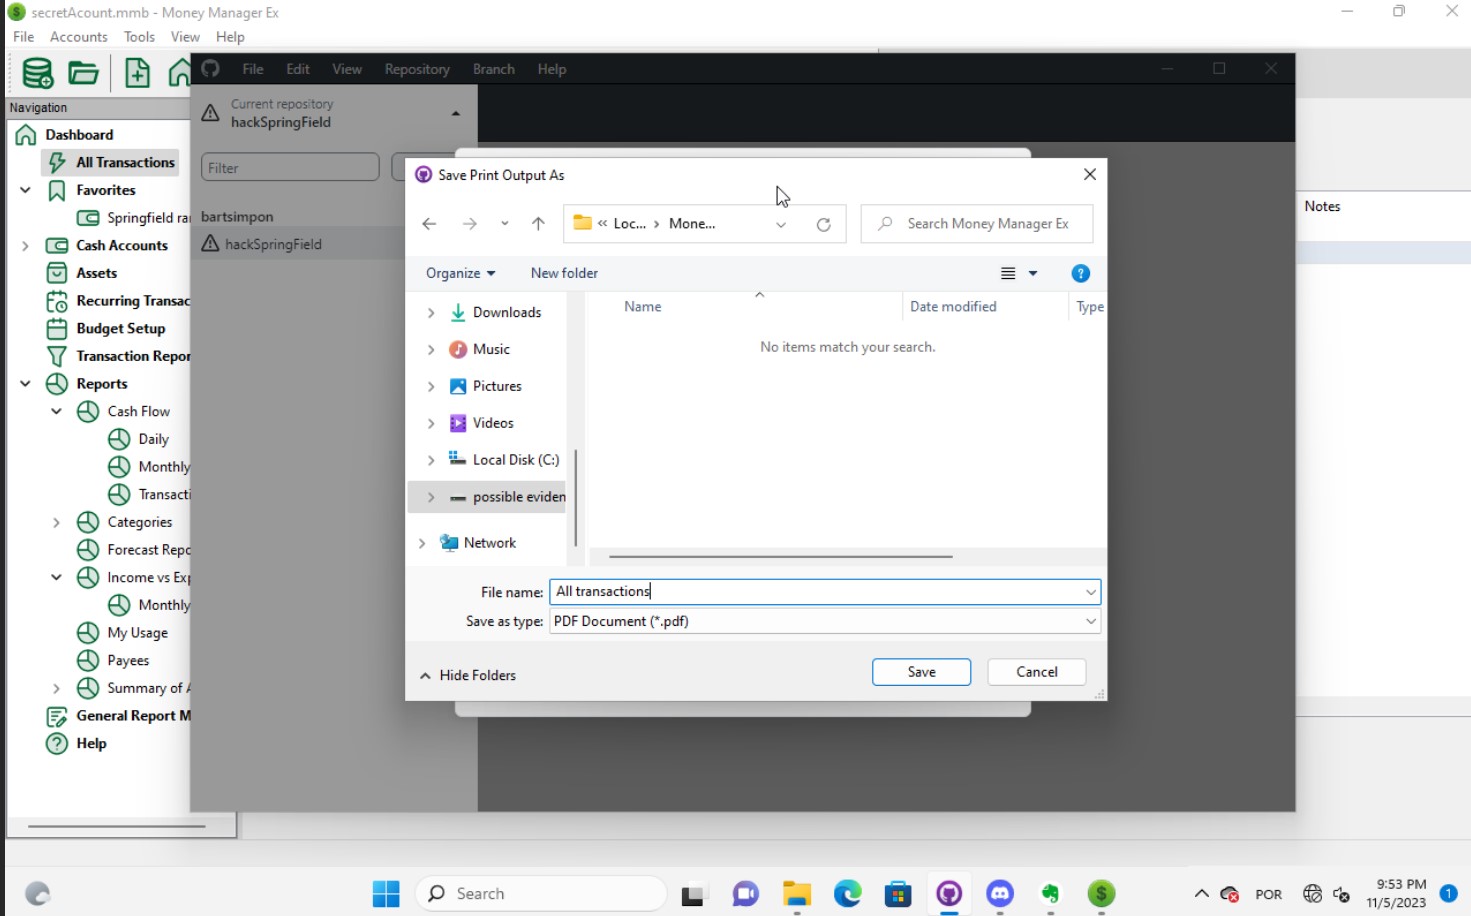 secretAcount.mmb - Money Manager Ex
File Accounts Tools View Help
Navigation
Dashboard
All Transactions
Favorites
Springfield ra
Cash Accounts
Assets
Recurring Transac
Budget Setup
Transaction Repor
Reports
Cash Flow
Daily
Monthly
Transacti
Categories
Forecast Repo
Income vs Exp
Monthly
My Usage
Payees
Summary of A
General Report M
Help
File Edit View Repository Branch Help
Current repository
hackSpringField
Filter
bartsimpon
hackSpringField
Save Print Output As
« Loc... › Mone...
Search Money Manager Ex
Organize
New folder
Downloads
Music
Pictures
Videos
Local Disk (C:)
possible eviden
Network
Name
Date modified
Type
No items match your search.
File name: All transactions
Save as type: PDF Document (*.pdf)
Hide Folders
Save
Cancel
Notes
Search
POR
9:53 PM
11/5/2023
1